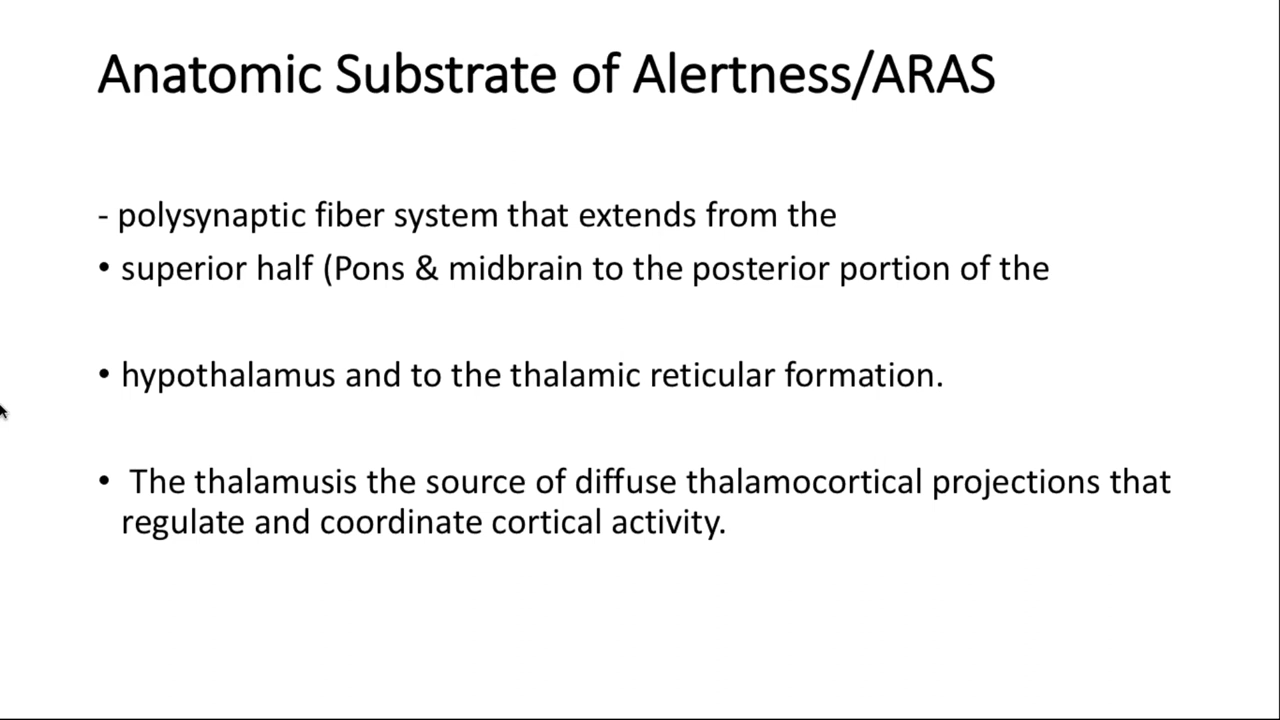 Anatomic Substrate of Alertness/ARAS
- polysynaptic fiber system that extends from the
• superior half (Pons & midbrain to the posterior portion of the
• hypothalamus and to the thalamic reticular formation.
• The thalamusis the source of diffuse thalamocortical projections that
regulate and coordinate cortical activity.